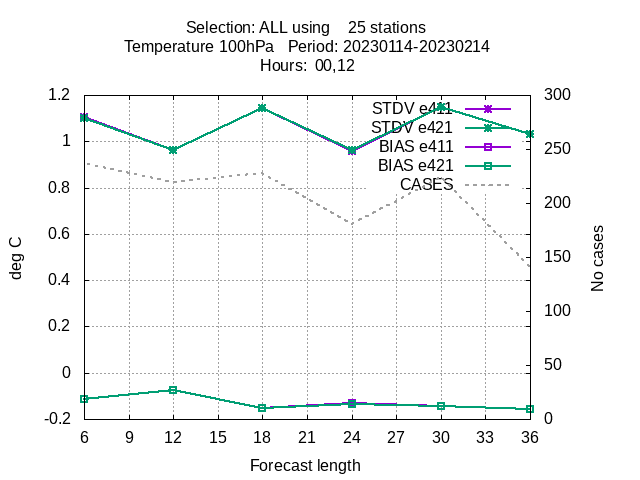 Selection: ALL using    25 stations
Temperature 100hPa   Period: 20230114-20230214
Hours:  00,12
1.2
1
0.8
0.6
0.4
0.2
0
-0.2
deg C
STDV e411
STDV e421
BIAS e411
BIAS e421
CASES
300
250
200
150
100
50
0
No cases
6 9 12 15 18 21 24 27 30 33 36
Forecast length